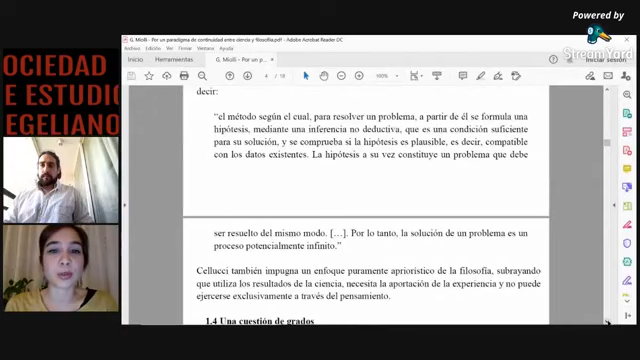 Powered by
StreamYard
OCIEDAD
E ESTUDIO
EGELIANO
G. Miolli - Por un paradigma de continuidad entre ciencia y filosofía.pdf - Adobe Acrobat Reader DC
Archivo Edición Ver Firmar Ventana Ayuda
Inicio Herramientas G. Miolli - Por un p... × Iniciar sesión
4 / 18 100%
decir:
“el método según el cual, para resolver un problema, a partir de él se formula una
hipótesis, mediante una inferencia no deductiva, que es una condición suficiente
para su solución, y se comprueba si la hipótesis es plausible, es decir, compatible
con los datos existentes. La hipótesis a su vez constituye un problema que debe
ser resuelto del mismo modo. […]. Por lo tanto, la solución de un problema es un
proceso potencialmente infinito.”
Cellucci también impugna un enfoque puramente apriorístico de la filosofía, subrayando
que utiliza los resultados de la ciencia, necesita la aportación de la experiencia y no puede
ejercerse exclusivamente a través del pensamiento.
1.4 Una cuestión de grados